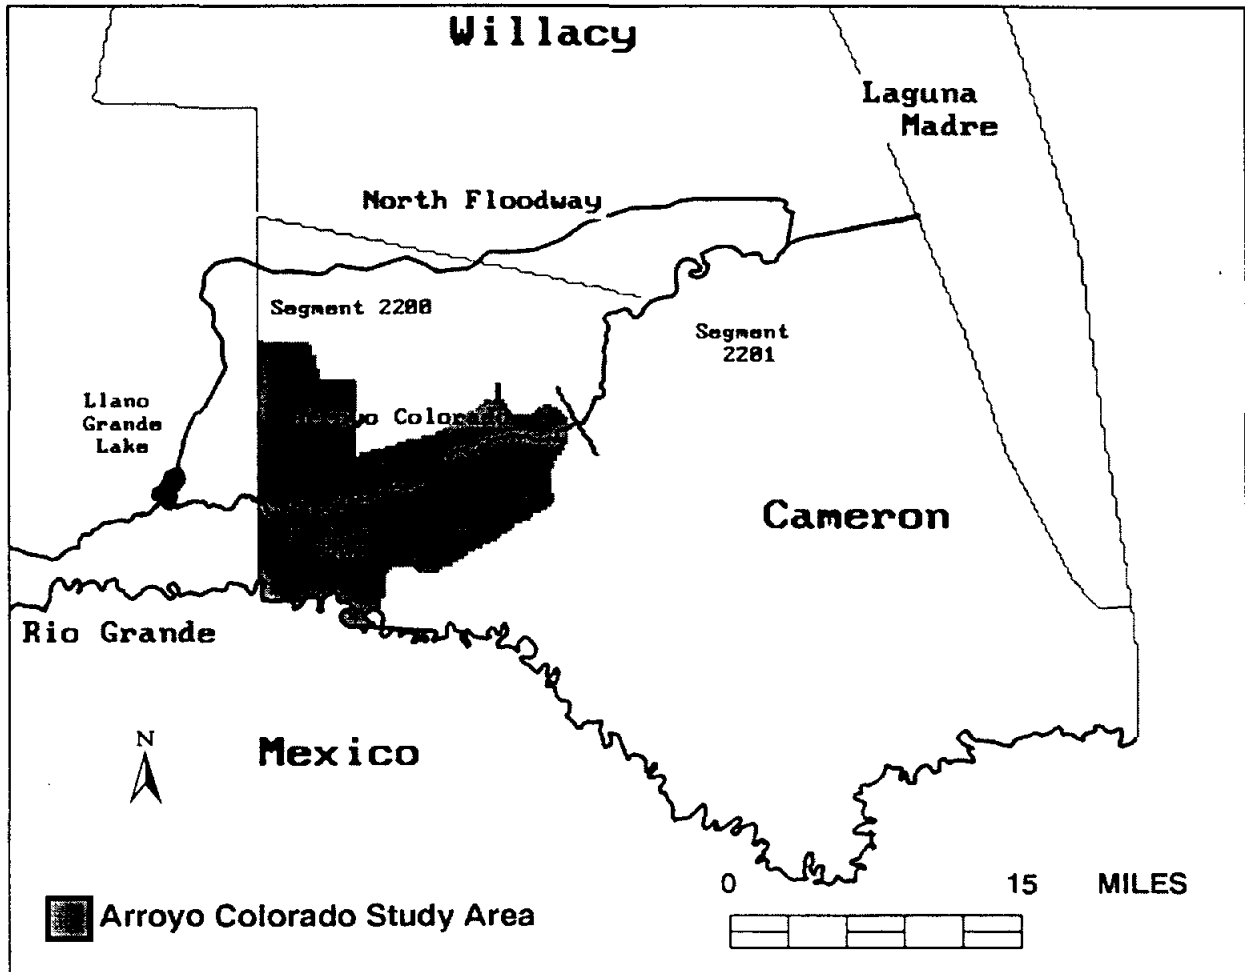 Willacy
Laguna
Madre
North Floodway
Segment 2200
Segment
2201
Llano
Grande
Lake
Colorado
Cameron
Rio Grande
N
Mexico
0 15 MILES
Arroyo Colorado Study Area